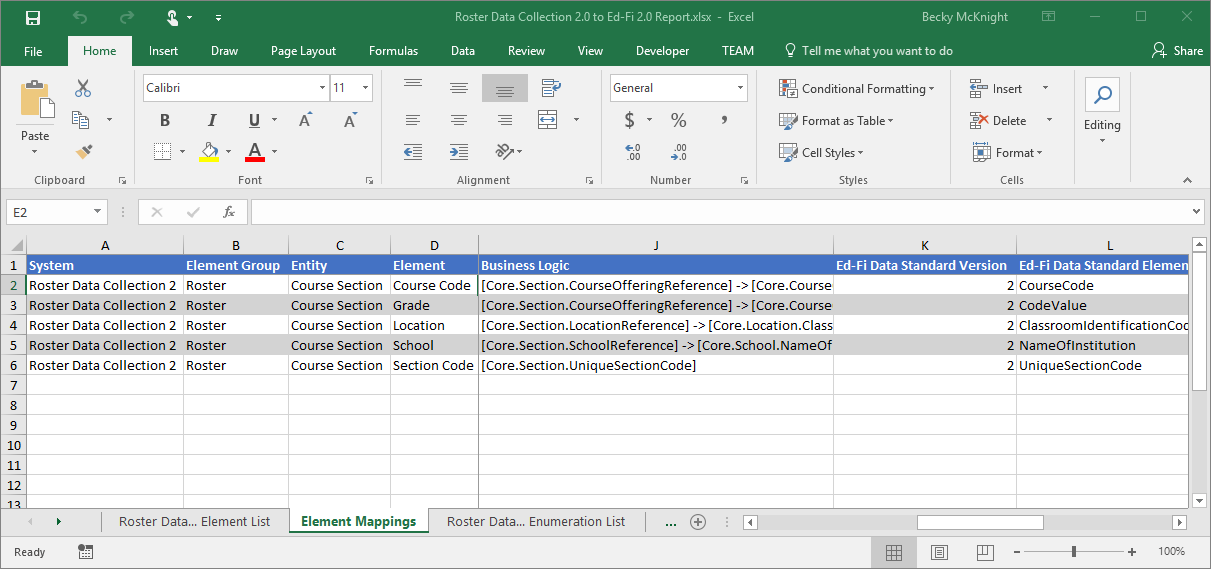 Roster Data Collection 2.0 to Ed-Fi 2.0 Report.xlsx - Excel Becky McKnight
File Home Insert Draw Page Layout Formulas Data Review View Developer TEAM Tell me what you want to do Share
Calibri 11 General Conditional Formatting Insert
Paste B I U A A $ % , Format as Table Delete Editing
A .00 .00 Cell Styles Format
Clipboard Font Alignment Number Styles Cells
E2 fx
A B C D J K L
1 System Element Group Entity Element Business Logic Ed-Fi Data Standard Version Ed-Fi Data Standard Elemen
2 Roster Data Collection 2 Roster Course Section Course Code [Core.Section.CourseOfferingReference] -> [Core.Course 2 CourseCode
3 Roster Data Collection 2 Roster Course Section Grade [Core.Section.CourseOfferingReference] -> [Core.Course 2 CodeValue
4 Roster Data Collection 2 Roster Course Section Location [Core.Section.LocationReference] -> [Core.Location.Class 2 ClassroomIdentificationCod
5 Roster Data Collection 2 Roster Course Section School [Core.Section.SchoolReference] -> [Core.School.NameOf 2 NameOfInstitution
6 Roster Data Collection 2 Roster Course Section Section Code [Core.Section.UniqueSectionCode] 2 UniqueSectionCode
7
8
9
10
11
12
13
Roster Data... Element List Element Mappings Roster Data... Enumeration List ...
Ready 100%